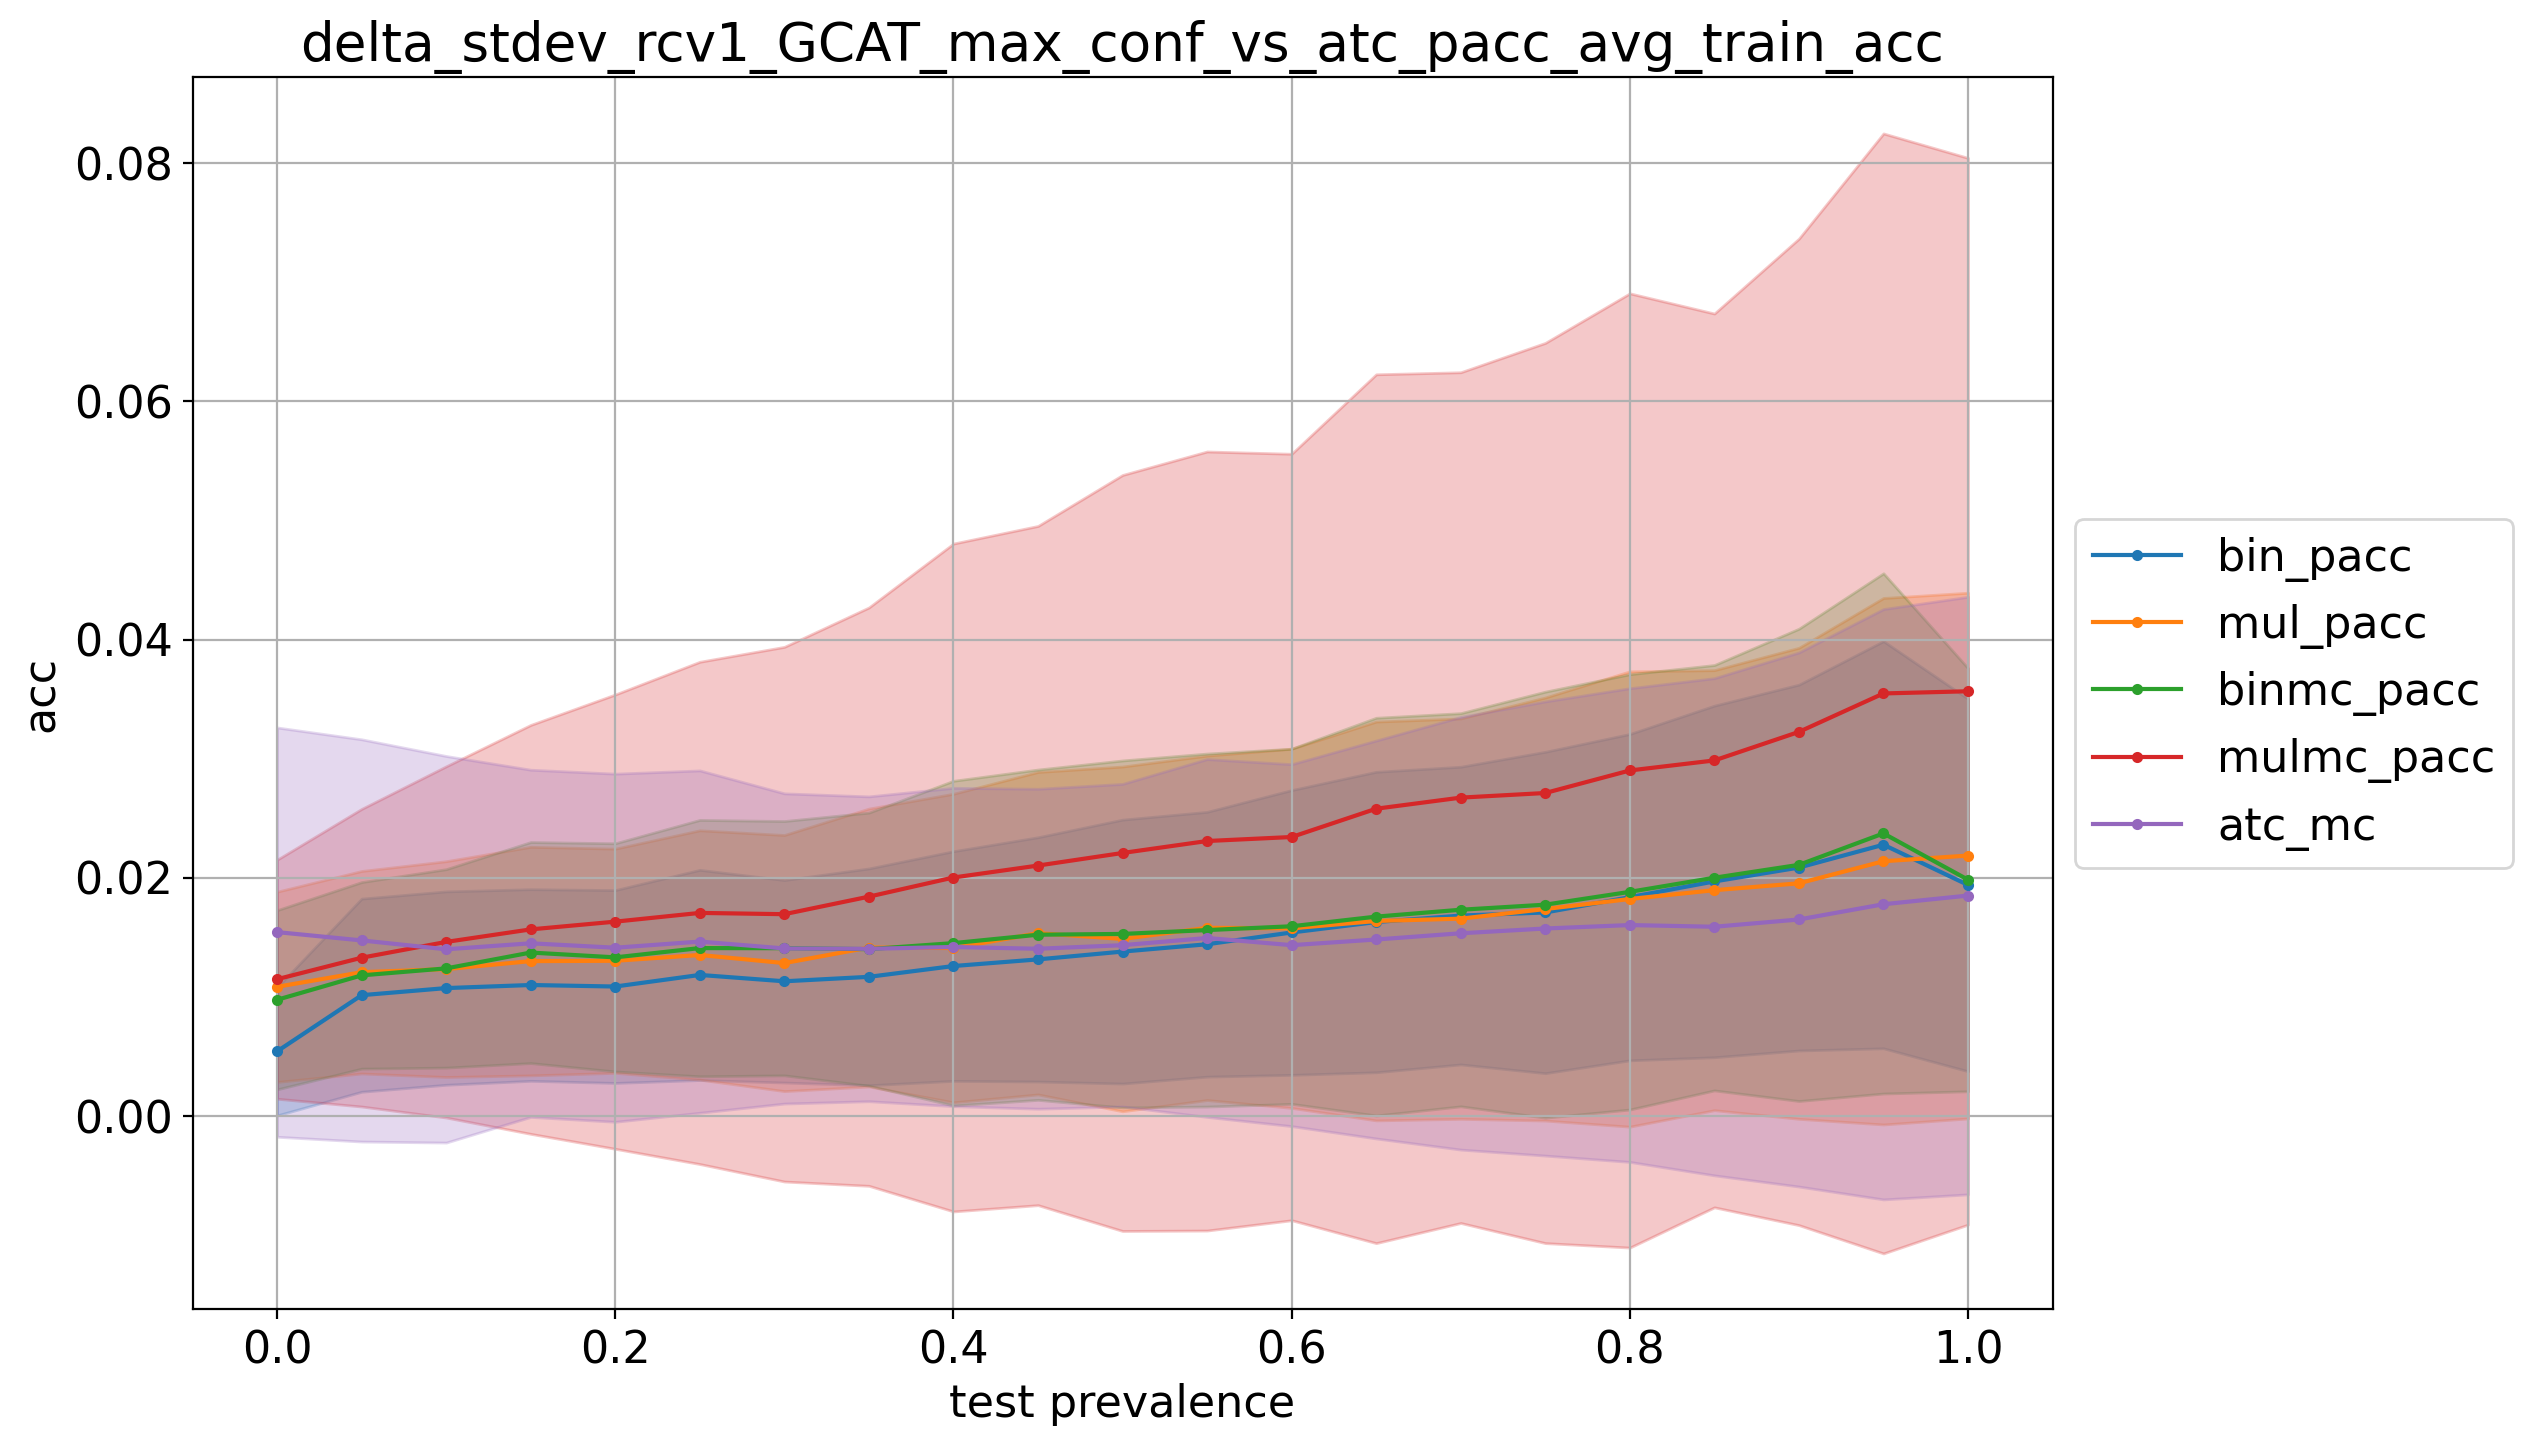 delta_stdev_rcv1_GCAT_max_conf_vs_atc_pacc_avg_train_acc
acc
0.08
0.06
0.04
0.02
0.00
0.0 0.2 0.4 0.6 0.8 1.0
test prevalence
bin_pacc
mul_pacc
binmc_pacc
mulmc_pacc
atc_mc